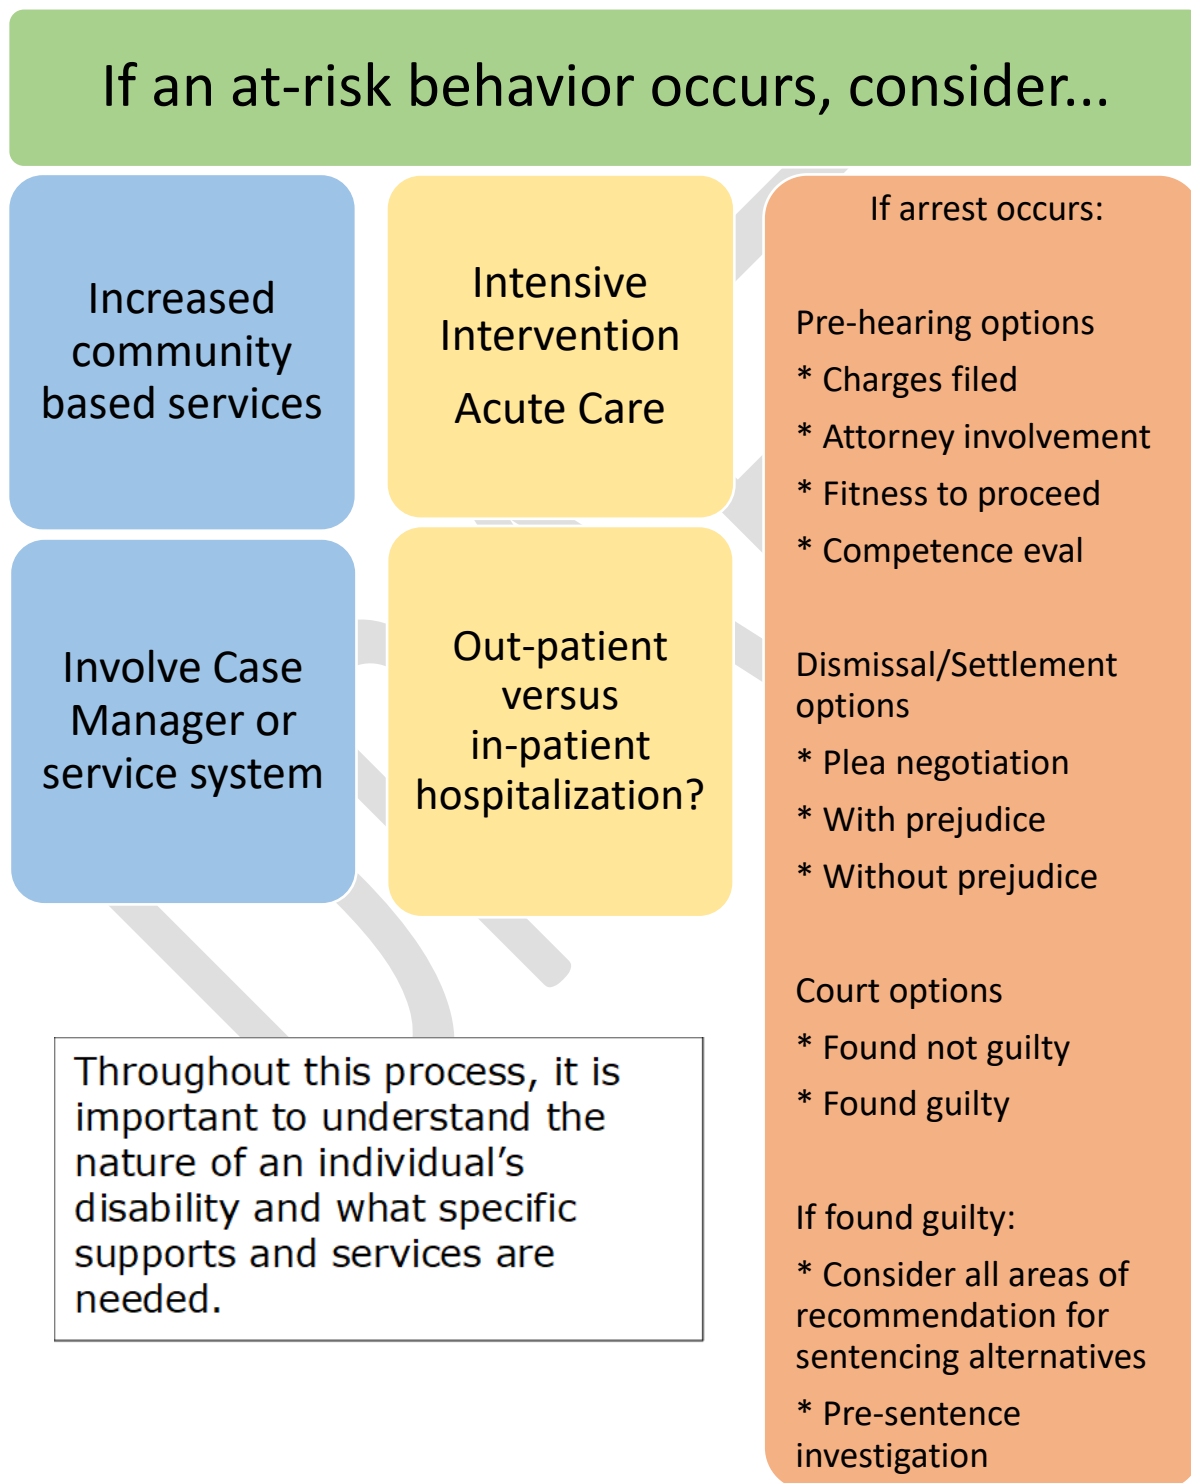 If an at-risk behavior occurs, consider...
Increased
community
based services
Involve Case
Manager or
service system
Intensive
Intervention
Acute Care
Out-patient
versus
in-patient
hospitalization?
If arrest occurs:
Pre-hearing options
* Charges filed
* Attorney involvement
* Fitness to proceed
* Competence eval
Dismissal/Settlement
options
* Plea negotiation
* With prejudice
* Without prejudice
Court options
* Found not guilty
* Found guilty
If found guilty:
* Consider all areas of
recommendation for
sentencing alternatives
* Pre-sentence
investigation
Throughout this process, it is
important to understand the
nature of an individual's
disability and what specific
supports and services are
needed.